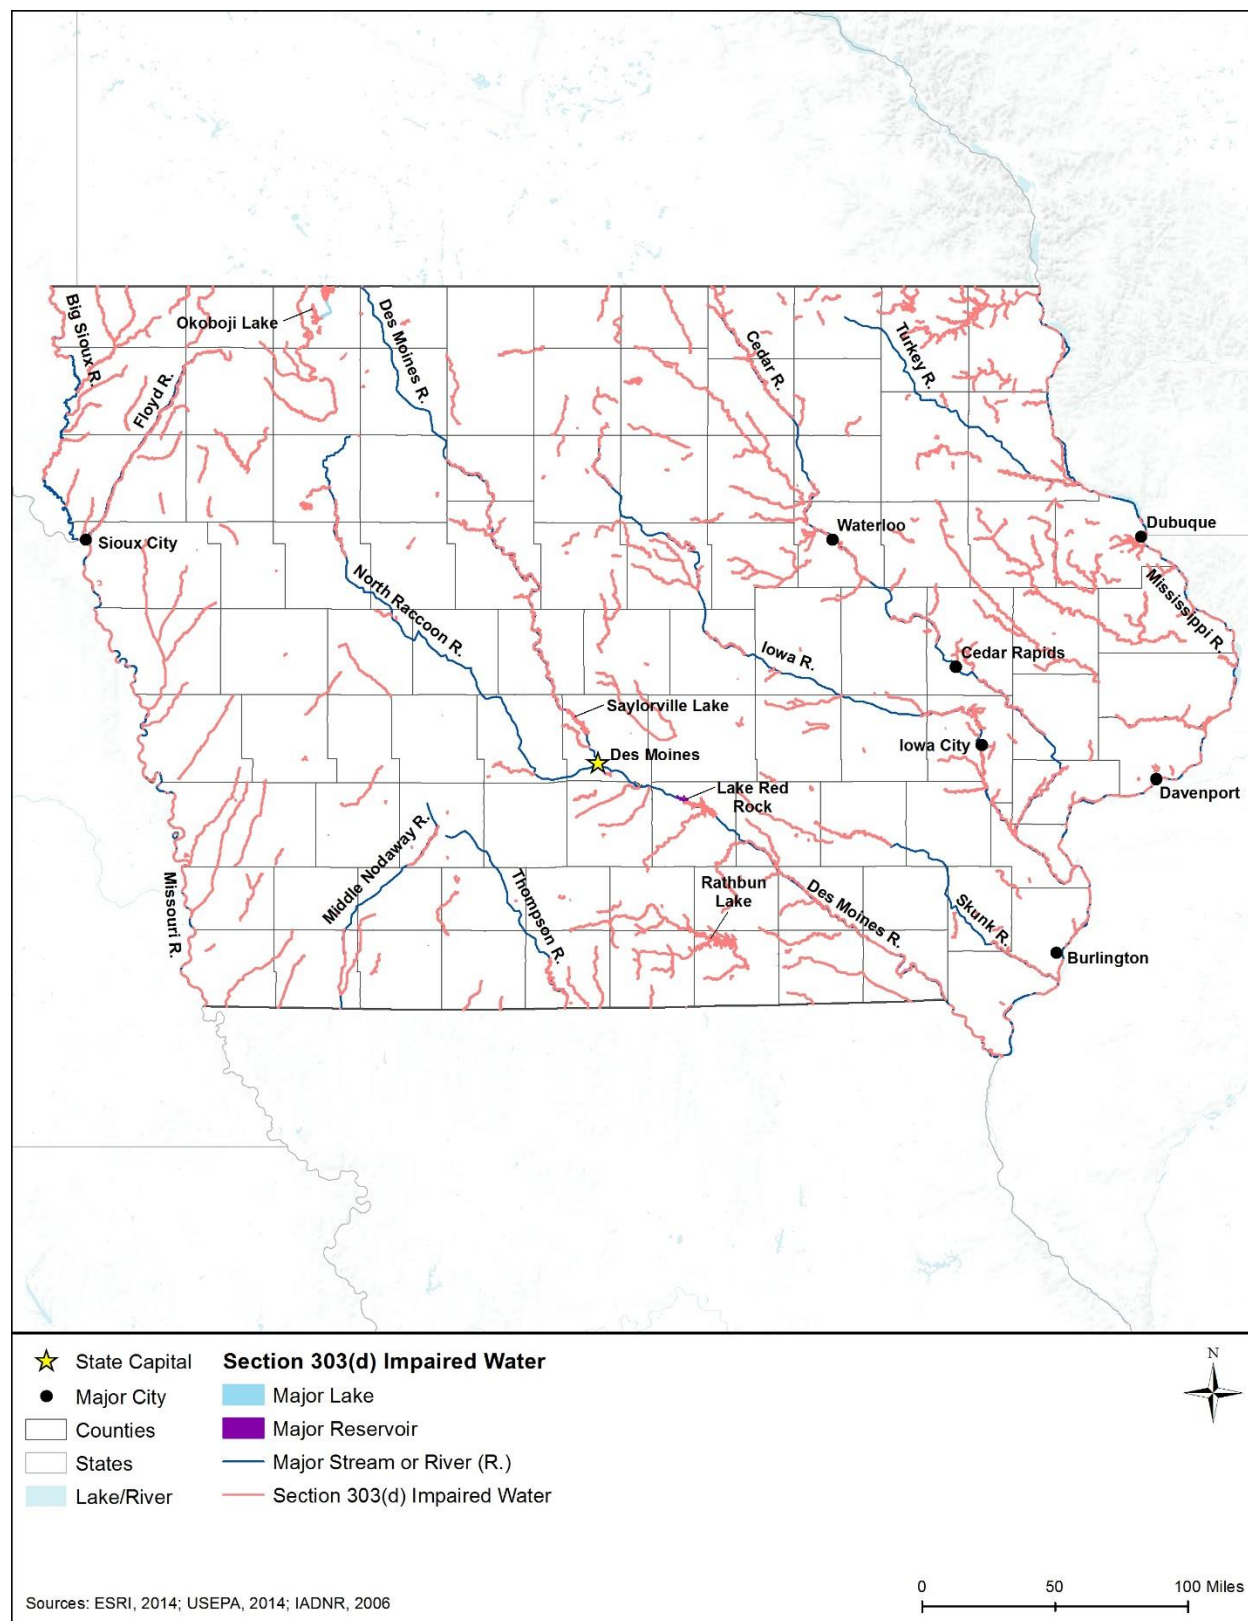 Big Sioux R.
Okoboji Lake
Des Moines R.
Floyd R.
Cedar R.
Turkey R.
Sioux City
Waterloo
Dubuque
North Raccoon R.
Mississippi R.
Iowa R.
Cedar Rapids
Saylorville Lake
Des Moines
Iowa City
Lake Red
Rock
Davenport
Middle Nodaway R.
Missouri R.
Thompson R.
Rathbun
Lake
Des Moines R.
Skunk R.
Burlington
State Capital
Major City
Counties
States
Lake/River
Section 303(d) Impaired Water
Major Lake
Major Reservoir
Major Stream or River (R.)
Section 303(d) Impaired Water
N
0 50 100 Miles
Sources: ESRI, 2014; USEPA, 2014; IADNR, 2006